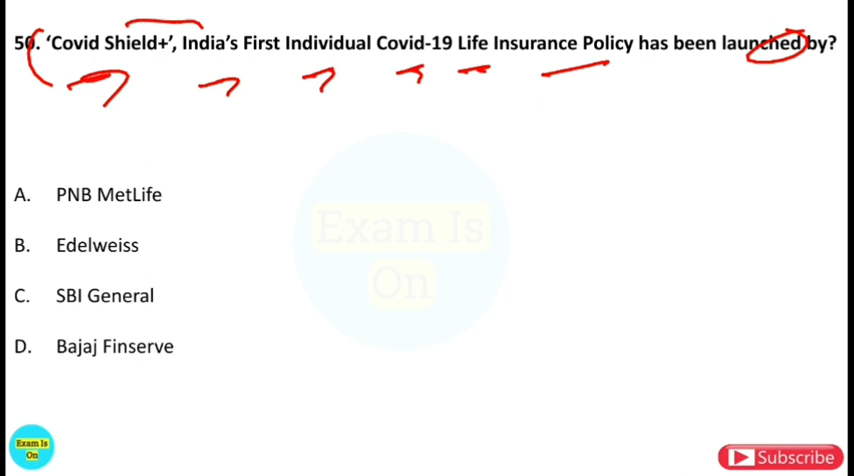 50. ‘Covid Shield+’, India’s First Individual Covid-19 Life Insurance Policy has been launched by?
A. PNB MetLife
Exam Is
On
B. Edelweiss
C. SBI General
D. Bajaj Finserve
Exam Is
On
Subscribe